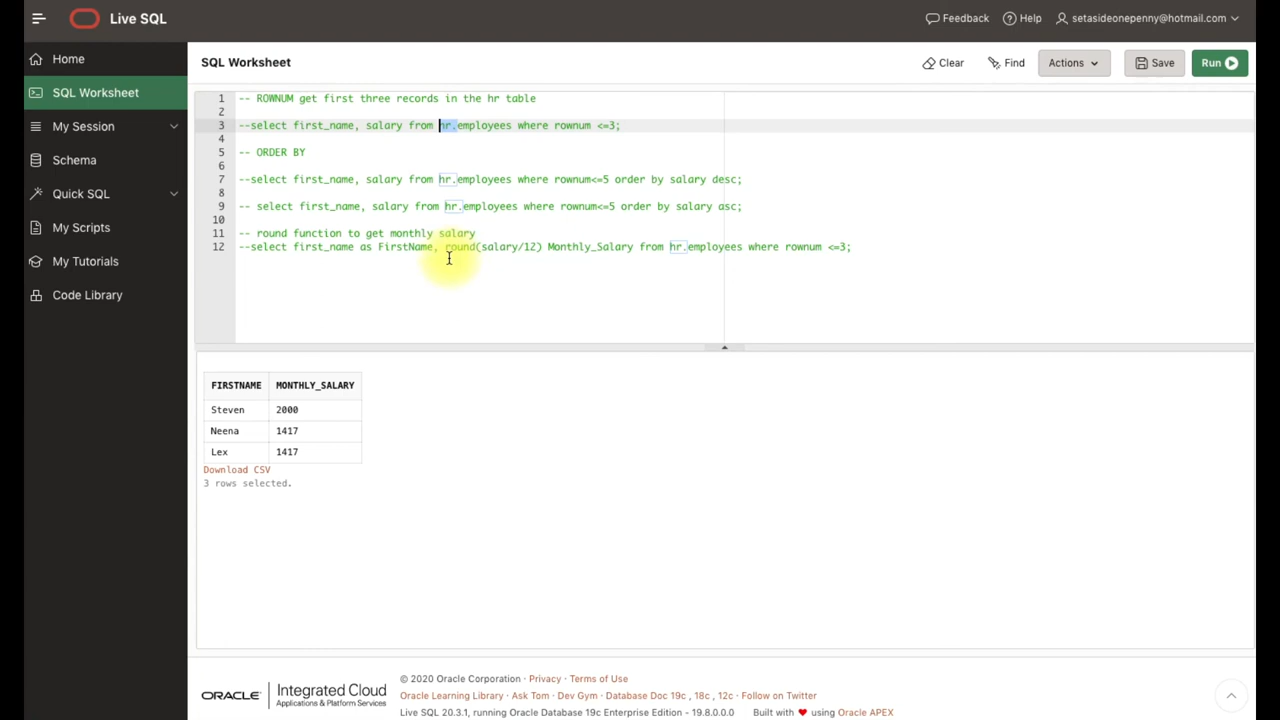 Live SQL
Feedback
Help
setasideonepenny@hotmail.com
Home
SQL Worksheet
My Session
Schema
Quick SQL
My Scripts
My Tutorials
Code Library
SQL Worksheet
Clear
Find
Actions
Save
Run
1 -- ROWNUM get first three records in the hr table
2
3 --select first_name, salary from hr.employees where rownum <=3;
4
5 -- ORDER BY
6
7 --select first_name, salary from hr.employees where rownum<=5 order by salary desc;
8
9 -- select first_name, salary from hr.employees where rownum<=5 order by salary asc;
10
11 -- round function to get monthly salary
12 --select first_name as FirstName, round(salary/12) Monthly_Salary from hr.employees where rownum <=3;
FIRSTNAME MONTHLY_SALARY
Steven 2000
Neena 1417
Lex 1417
Download CSV
3 rows selected.
ORACLE Integrated Cloud
Applications & Platform Services
© 2020 Oracle Corporation · Privacy · Terms of Use
Oracle Learning Library · Ask Tom · Dev Gym · Database Doc 19c , 18c , 12c · Follow on Twitter
Live SQL 20.3.1, running Oracle Database 19c Enterprise Edition - 19.8.0.0.0 Built with ❤ using Oracle APEX